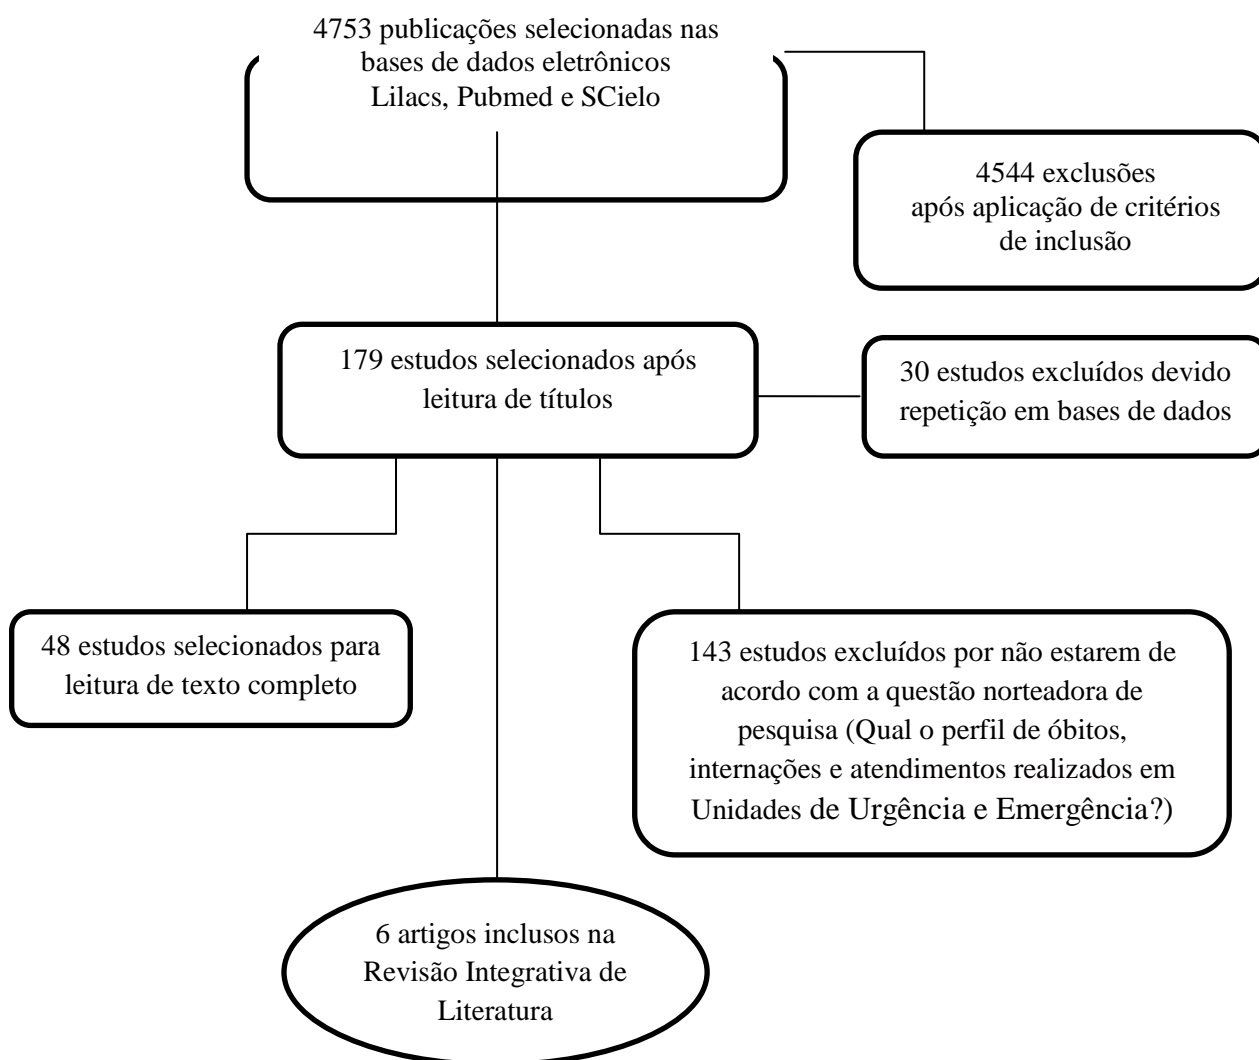 4753 publicações selecionadas nas
bases de dados eletrônicos
Lilacs, Pubmed e SCielo
4544 exclusões
após aplicação de critérios
de inclusão
179 estudos selecionados após
leitura de títulos
30 estudos excluídos devido
repetição em bases de dados
48 estudos selecionados para
leitura de texto completo
143 estudos excluídos por não estarem de
acordo com a questão norteadora de
pesquisa (Qual o perfil de óbitos,
internações e atendimentos realizados em
Unidades de Urgência e Emergência?)
6 artigos inclusos na
Revisão Integrativa de
Literatura